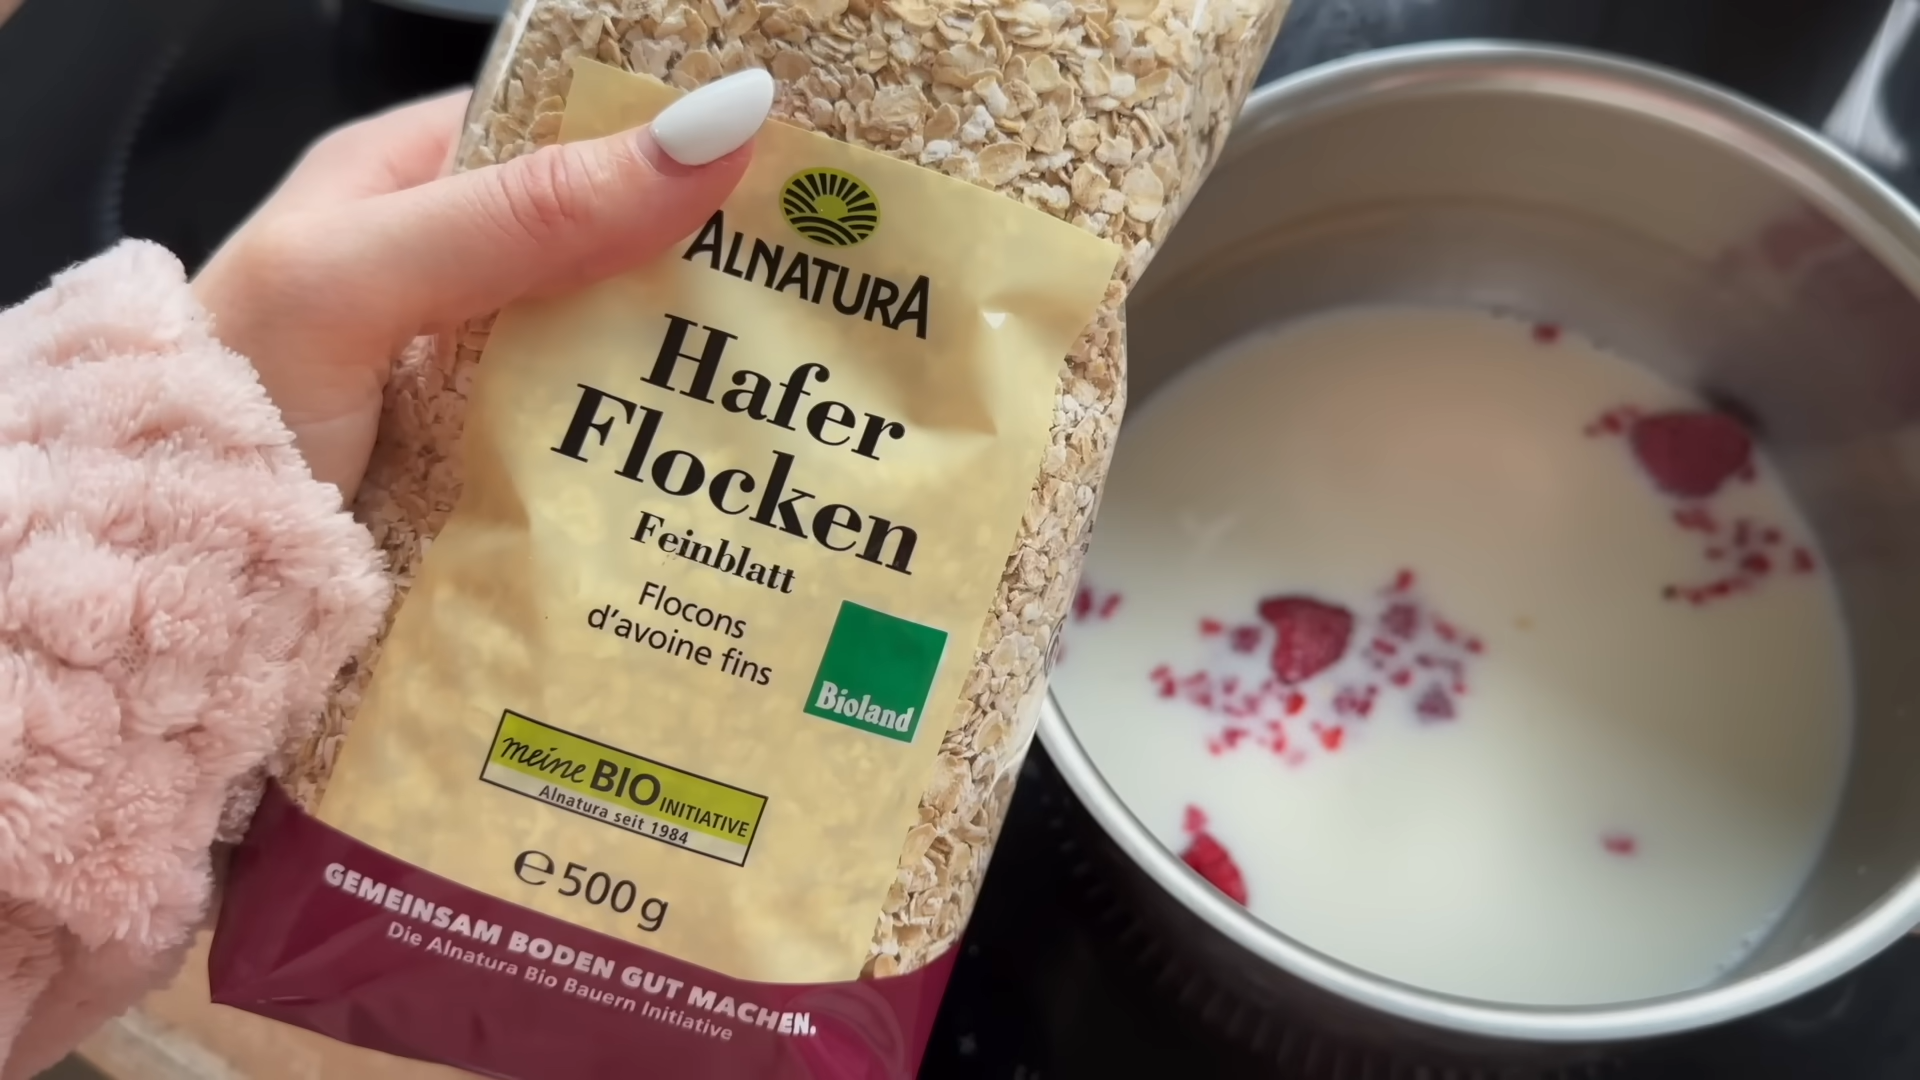 ALNATURA
Hafer
Flocken
Feinblatt
Flocons
d'avoine fins
Bioland
meine BIO INITIATIVE
Alnatura seit 1984
℮ 500 g
GEMEINSAM BODEN GUT MACHEN.
Die Alnatura Bio Bauern Initiative